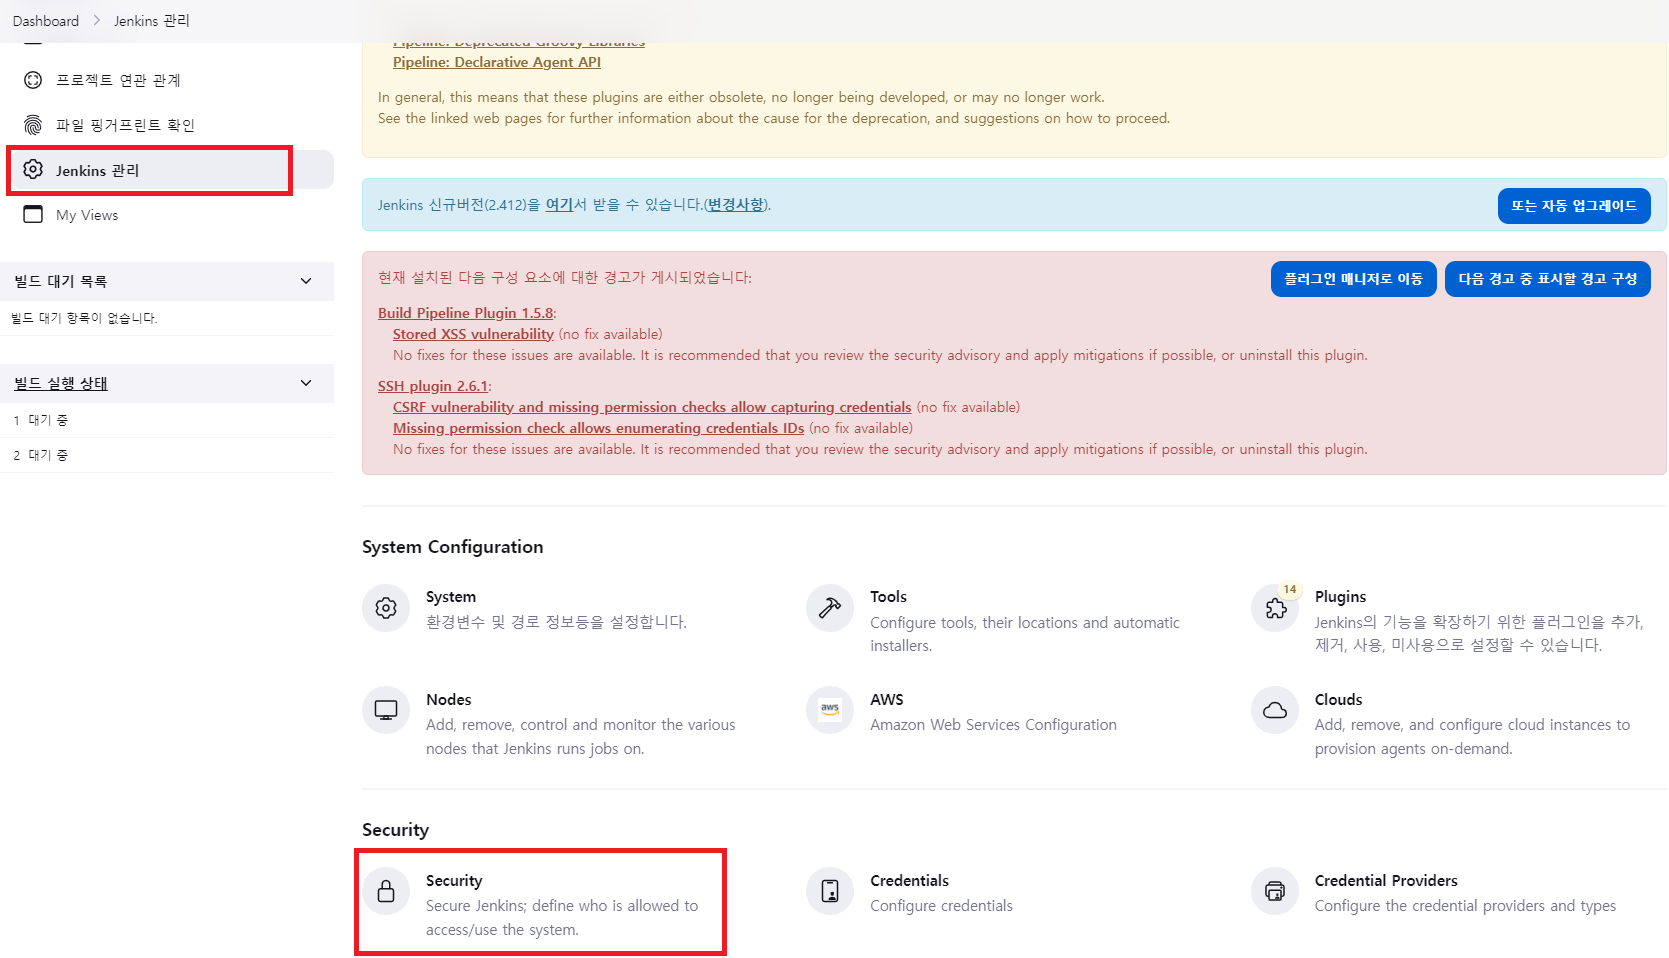 Dashboard > Jenkins 관리
프로젝트 연관 관계
파일 핑거프린트 확인
Jenkins 관리
My Views
빌드 대기 목록
빌드 대기 항목이 없습니다.
빌드 실행 상태
1 대기 중
2 대기 중
Pipeline: Deprecated Groovy Libraries
Pipeline: Declarative Agent API
In general, this means that these plugins are either obsolete, no longer being developed, or may no longer work.
See the linked web pages for further information about the cause for the deprecation, and suggestions on how to proceed.
Jenkins 신규버전(2.412)을 여기서 받을 수 있습니다.(변경사항).
또는 자동 업그레이드
현재 설치된 다음 구성 요소에 대한 경고가 게시되었습니다:
플러그인 매니저로 이동
다음 경고 중 표시할 경고 구성
Build Pipeline Plugin 1.5.8:
Stored XSS vulnerability (no fix available)
No fixes for these issues are available. It is recommended that you review the security advisory and apply mitigations if possible, or uninstall this plugin.
SSH plugin 2.6.1:
CSRF vulnerability and missing permission checks allow capturing credentials (no fix available)
Missing permission check allows enumerating credentials IDs (no fix available)
No fixes for these issues are available. It is recommended that you review the security advisory and apply mitigations if possible, or uninstall this plugin.
System Configuration
System
환경변수 및 경로 정보등을 설정합니다.
Tools
Configure tools, their locations and automatic
installers.
14
Plugins
Jenkins의 기능을 확장하기 위한 플러그인을 추가,
제거, 사용, 미사용으로 설정할 수 있습니다.
Nodes
Add, remove, control and monitor the various
nodes that Jenkins runs jobs on.
aws
AWS
Amazon Web Services Configuration
Clouds
Add, remove, and configure cloud instances to
provision agents on-demand.
Security
Security
Secure Jenkins; define who is allowed to
access/use the system.
Credentials
Configure credentials
Credential Providers
Configure the credential providers and types